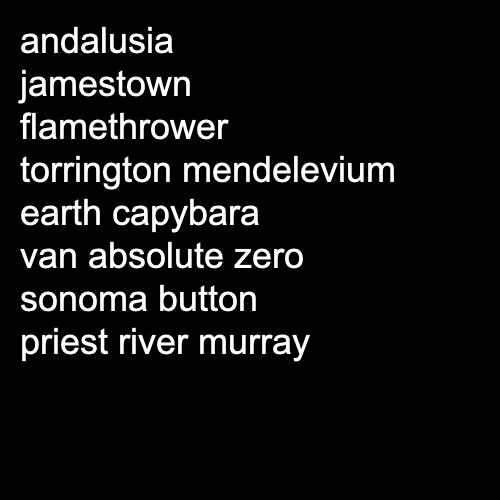 andalusia
jamestown
flamethrower
torrington mendelevium
earth capybara
van absolute zero
sonoma button
priest river murray